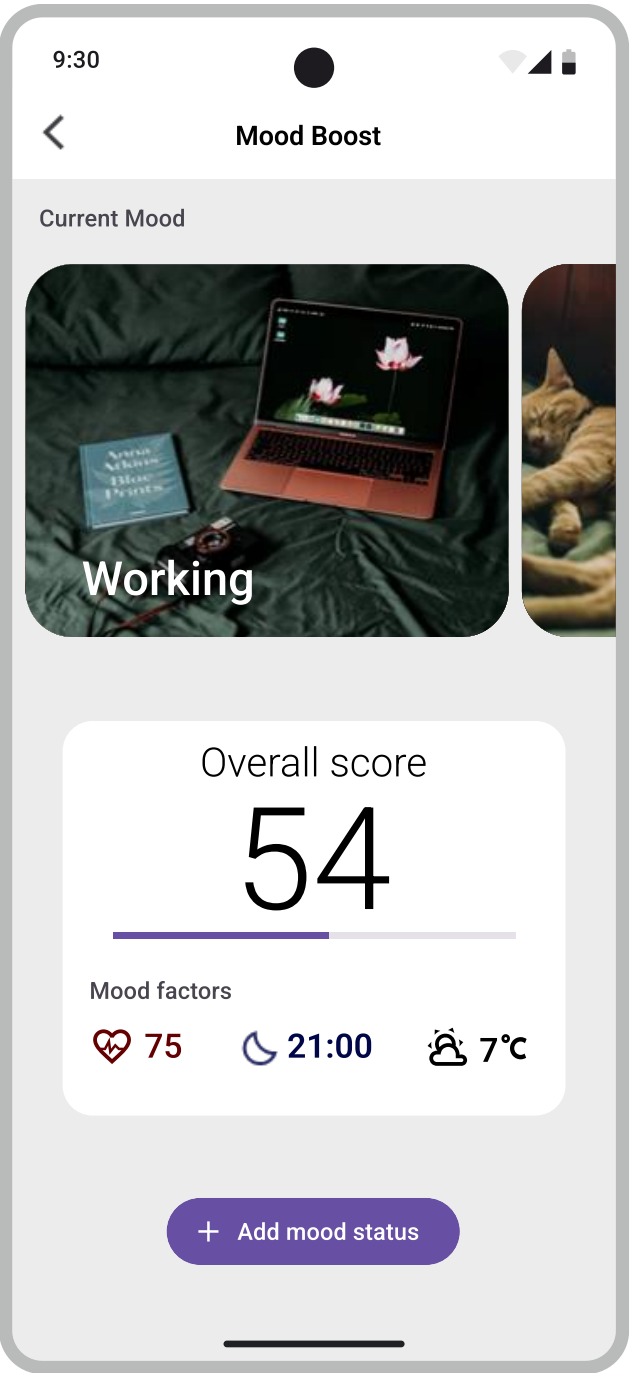 9:30
Mood Boost
Current Mood
Anna
Atkins
Blue
Prints
Working
Overall score
54
Mood factors
75
21:00
7°C
+ Add mood status